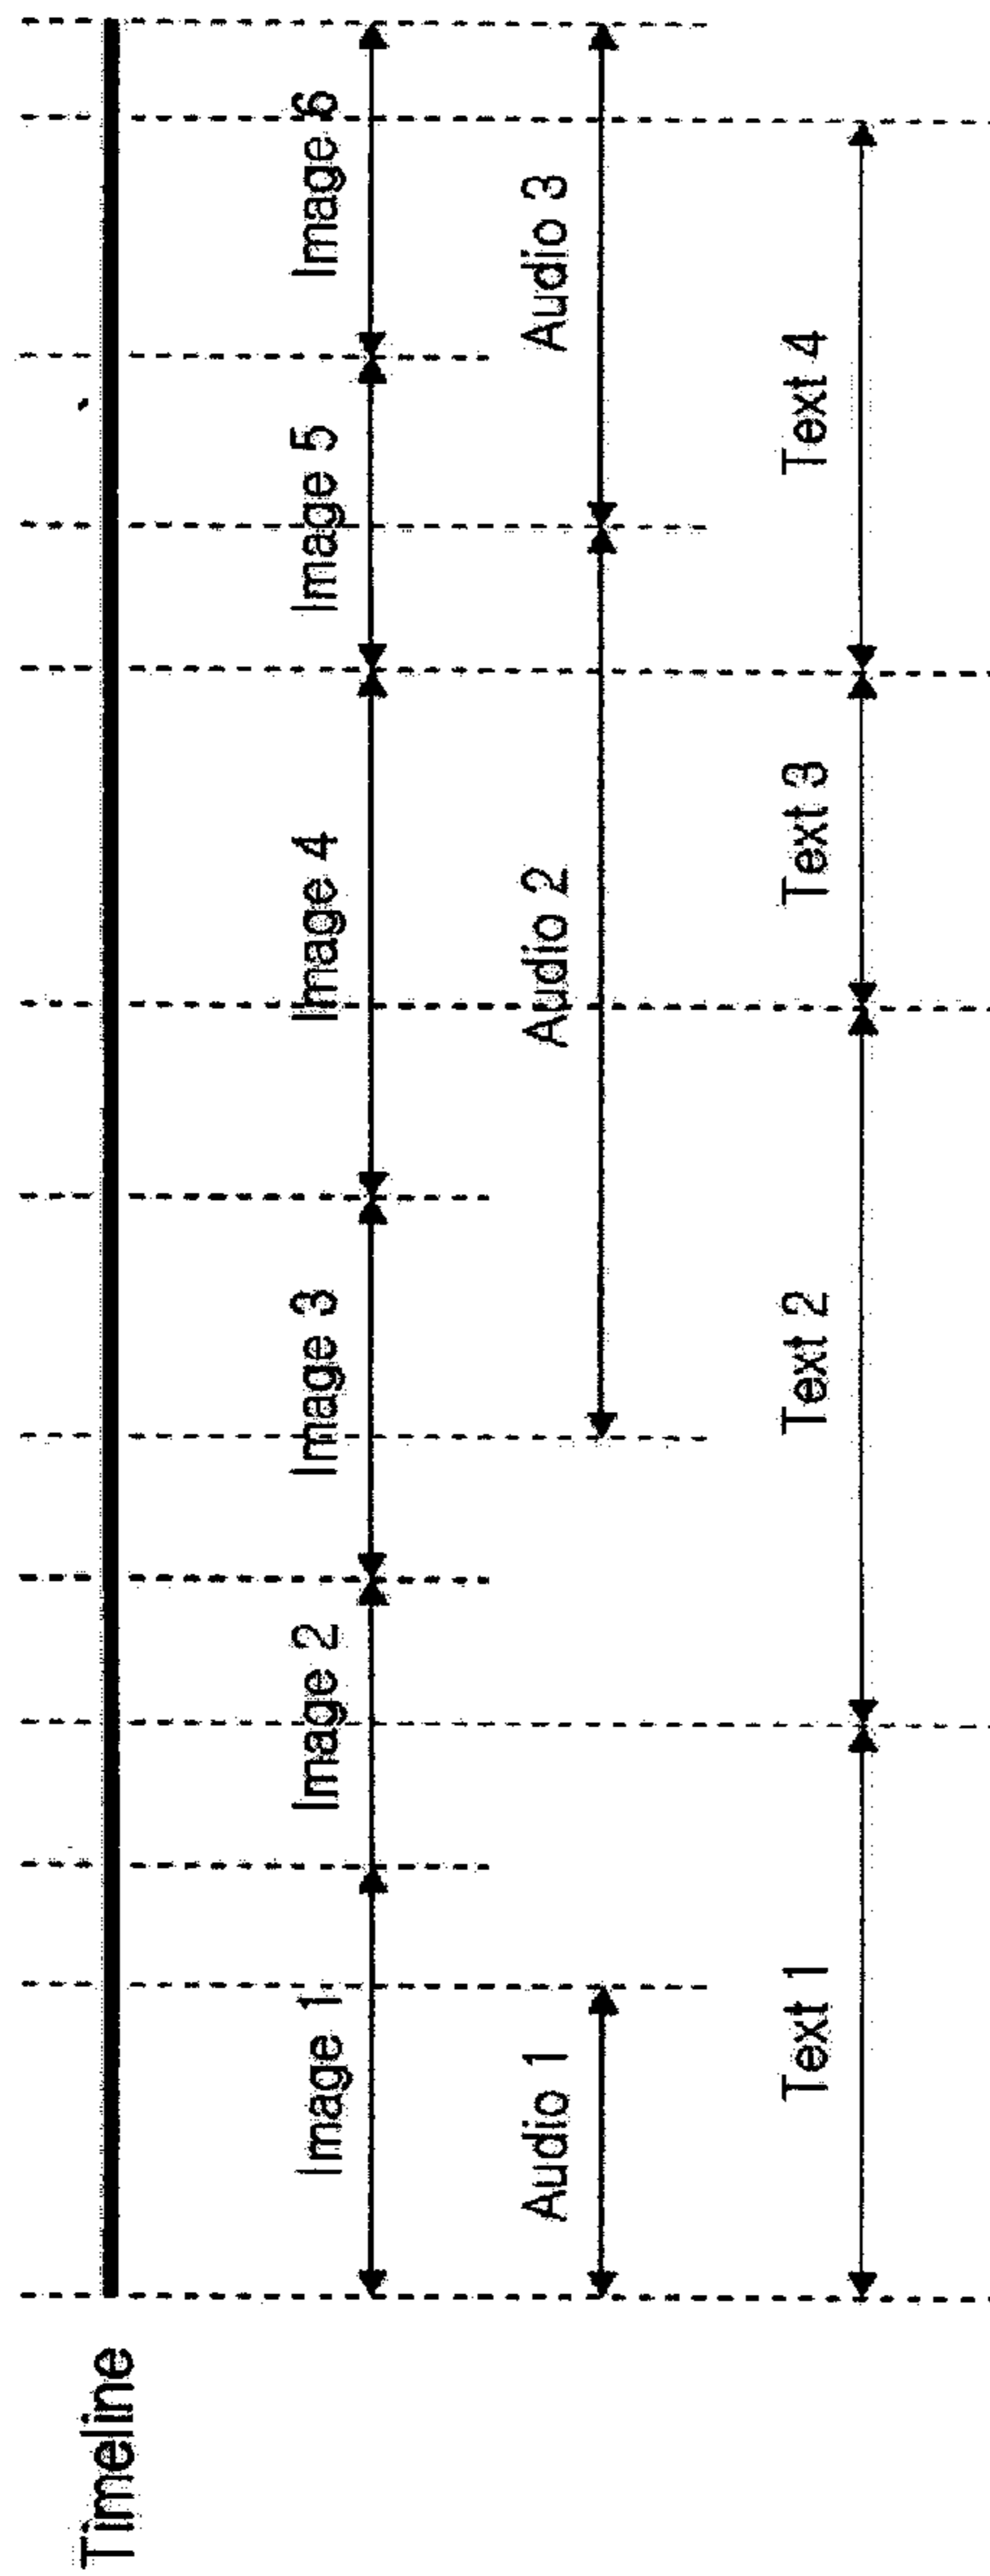 Timeline
Image 1
Image 2
Image 3
Image 4
Image 5
Image 6
Audio 1
Audio 2
Audio 3
Text 1
Text 2
Text 3
Text 4